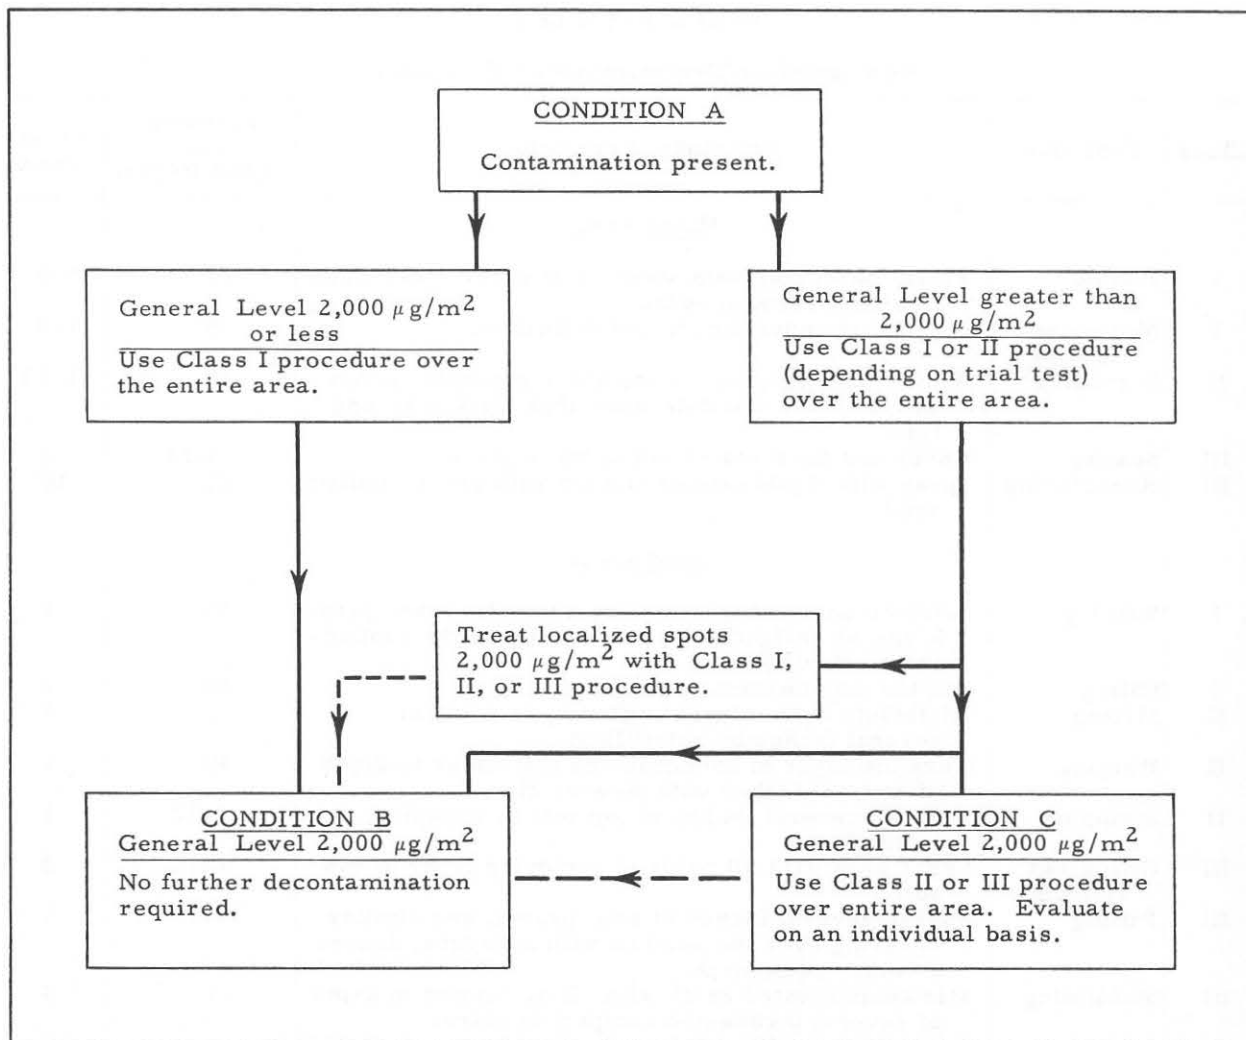 CONDITION A
Contamination present.
General Level 2,000 μg/m²
or less
Use Class I procedure over
the entire area.
General Level greater than
2,000 μg/m²
Use Class I or II procedure
(depending on trial test)
over the entire area.
Treat localized spots
2,000 μg/m² with Class I,
II, or III procedure.
CONDITION B
General Level 2,000 μg/m²
No further decontamination
required.
CONDITION C
General Level 2,000 μg/m²
Use Class II or III procedure
over entire area. Evaluate
on an individual basis.